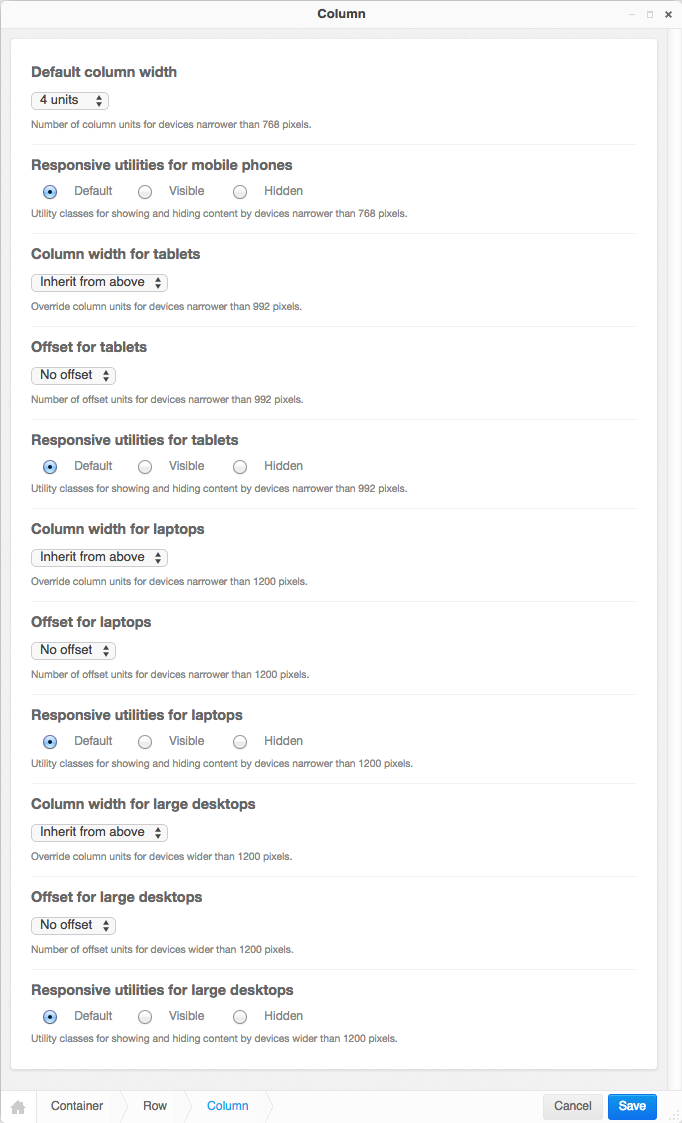 Column
Default column width
4 units
Number of column units for devices narrower than 768 pixels.
Responsive utilities for mobile phones
Default Visible Hidden
Utility classes for showing and hiding content by devices narrower than 768 pixels.
Column width for tablets
Inherit from above
Override column units for devices narrower than 992 pixels.
Offset for tablets
No offset
Number of offset units for devices narrower than 992 pixels.
Responsive utilities for tablets
Default Visible Hidden
Utility classes for showing and hiding content by devices narrower than 992 pixels.
Column width for laptops
Inherit from above
Override column units for devices narrower than 1200 pixels.
Offset for laptops
No offset
Number of offset units for devices narrower than 1200 pixels.
Responsive utilities for laptops
Default Visible Hidden
Utility classes for showing and hiding content by devices narrower than 1200 pixels.
Column width for large desktops
Inherit from above
Override column units for devices wider than 1200 pixels.
Offset for large desktops
No offset
Number of offset units for devices wider than 1200 pixels.
Responsive utilities for large desktops
Default Visible Hidden
Utility classes for showing and hiding content by devices wider than 1200 pixels.
Container Row Column Cancel Save